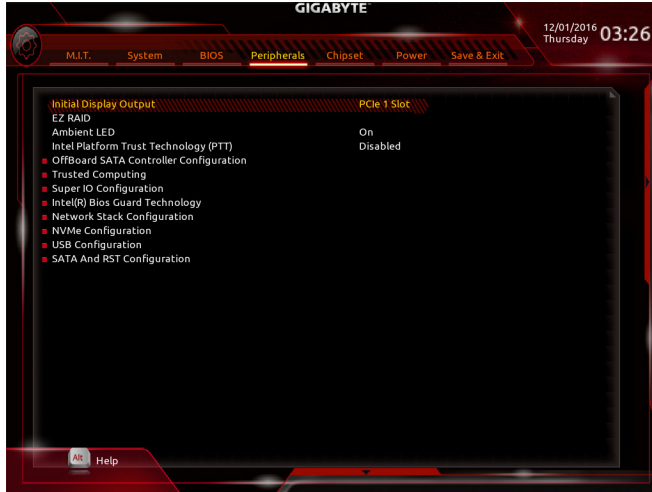 GIGABYTE
12/01/2016
Thursday 03:26
M.I.T. System BIOS Peripherals Chipset Power Save & Exit
Initial Display Output PCIe 1 Slot
EZ RAID
Ambient LED On
Intel Platform Trust Technology (PTT) Disabled
OffBoard SATA Controller Configuration
Trusted Computing
Super IO Configuration
Intel(R) Bios Guard Technology
Network Stack Configuration
NVMe Configuration
USB Configuration
SATA And RST Configuration
Alt Help